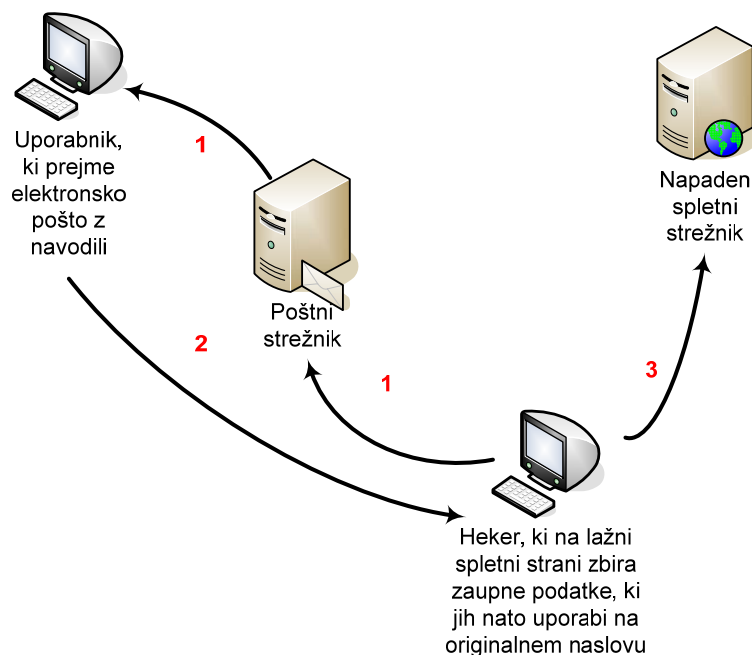 Uporabnik,
ki prejme
elektronsko
pošto z
navodili
1
Poštni
strežnik
Napaden
spletni
strežnik
2
1
3
Heker, ki na lažni
spletni strani zbira
zaupne podatke, ki
jih nato uporabi na
originalnem naslovu